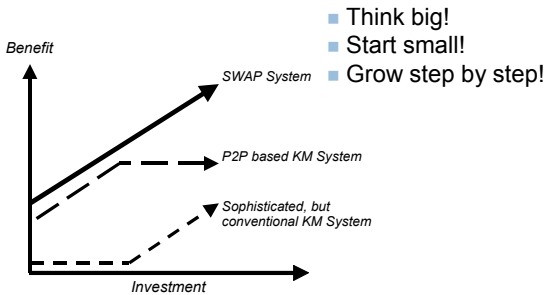 Think big!
Start small!
Grow step by step!
Benefit
SWAP System
P2P based KM System
Sophisticated, but
conventional KM System
Investment